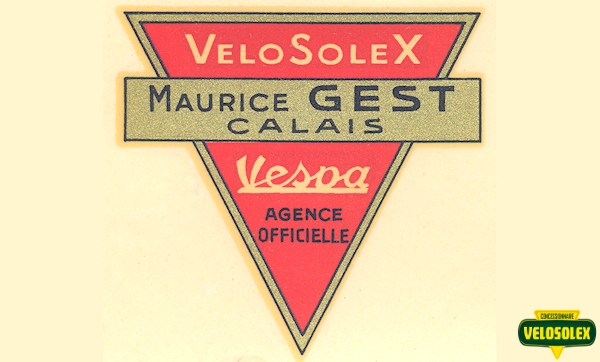 VELOSOLEX
MAURICE GEST
CALAIS
Vespa
AGENCE
OFFICIELLE
CONCESSIONNAIRE
VELOSOLEX